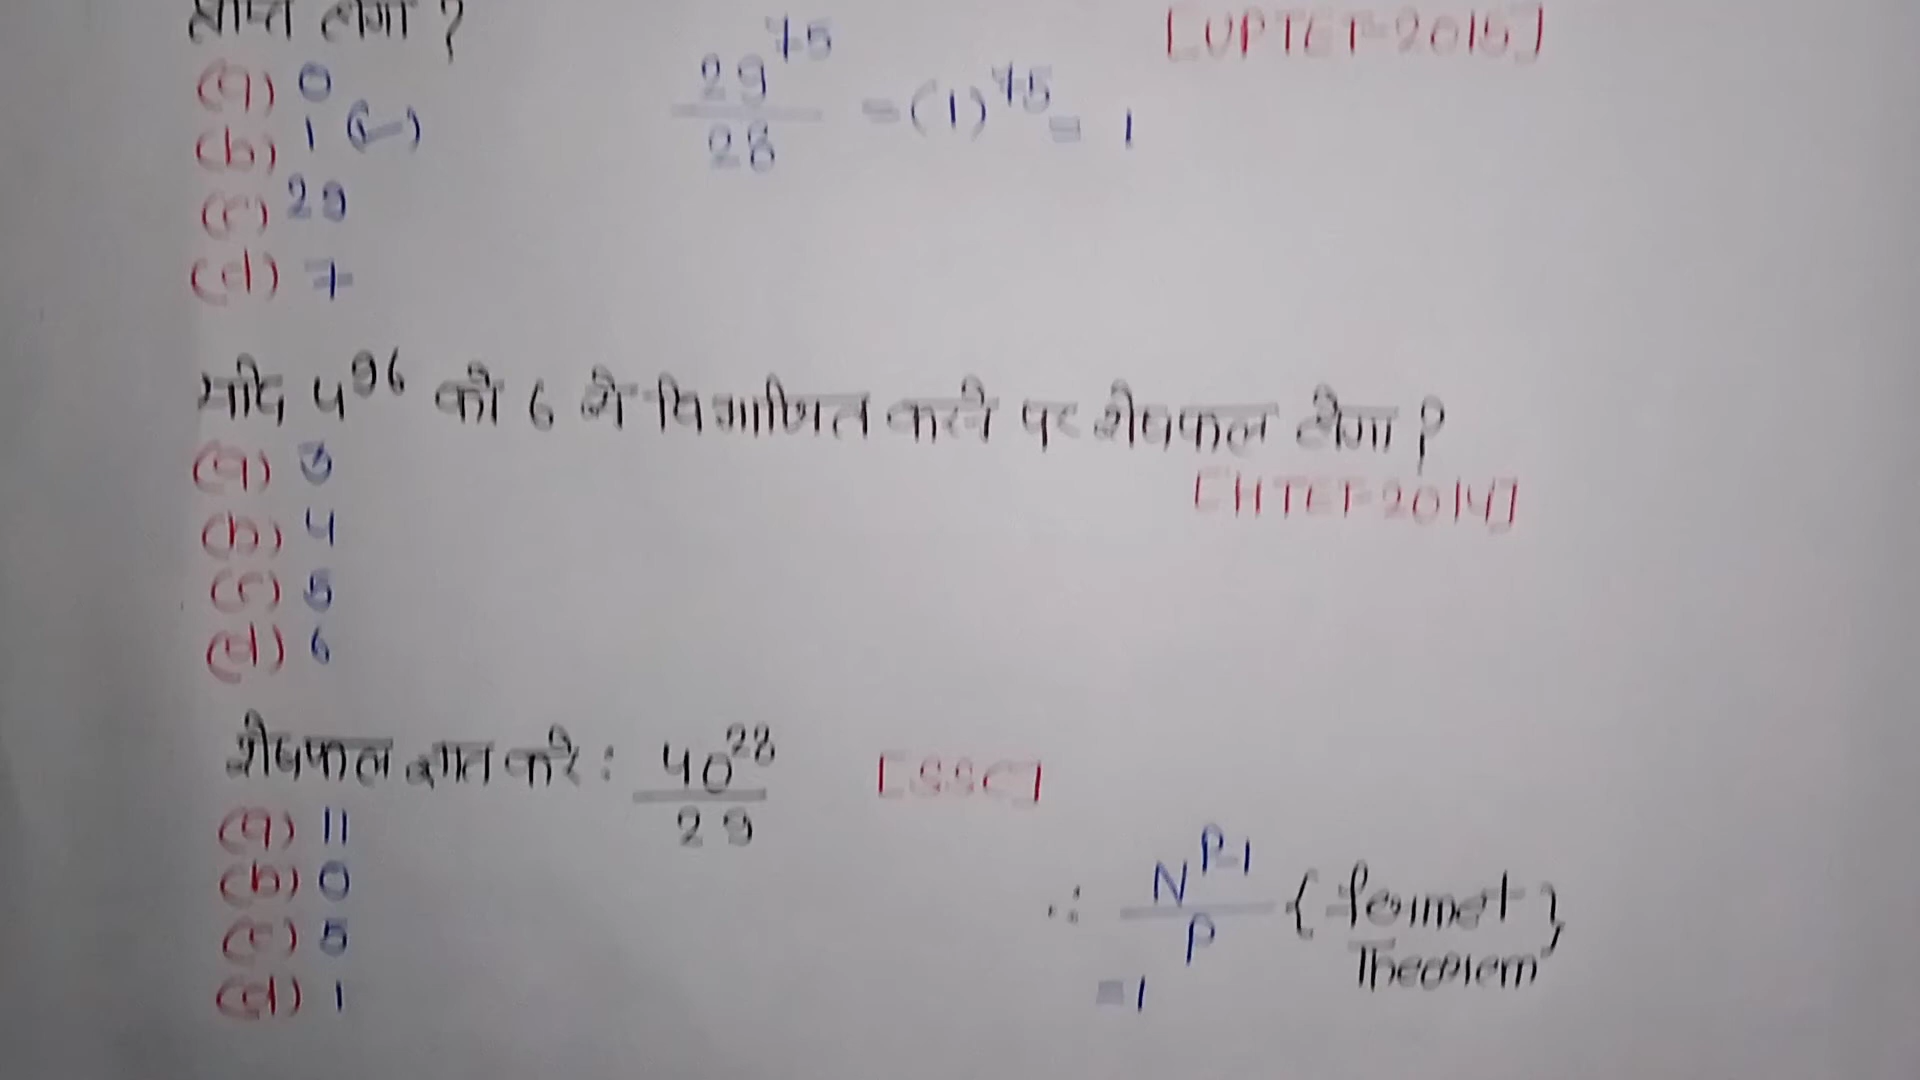 प्राप्त होगा ?
[UPTET-2015]
(a) 0
(b) 1 (✓)
(c) 29
(d) 7
29^75 / 28 = (1)^75 = 1
यदि 4^96 को 6 से विभाजित करने पर शेषफल होगा ?
[HTET-2014]
(a) 3
(b) 4
(c) 5
(d) 6
शेषफल ज्ञात करे : 40^28 / 29 [SSC]
(a) 11
(b) 0
(c) 5
(d) 1
∴ N^P-1 / P { fermet Theorem }
= 1